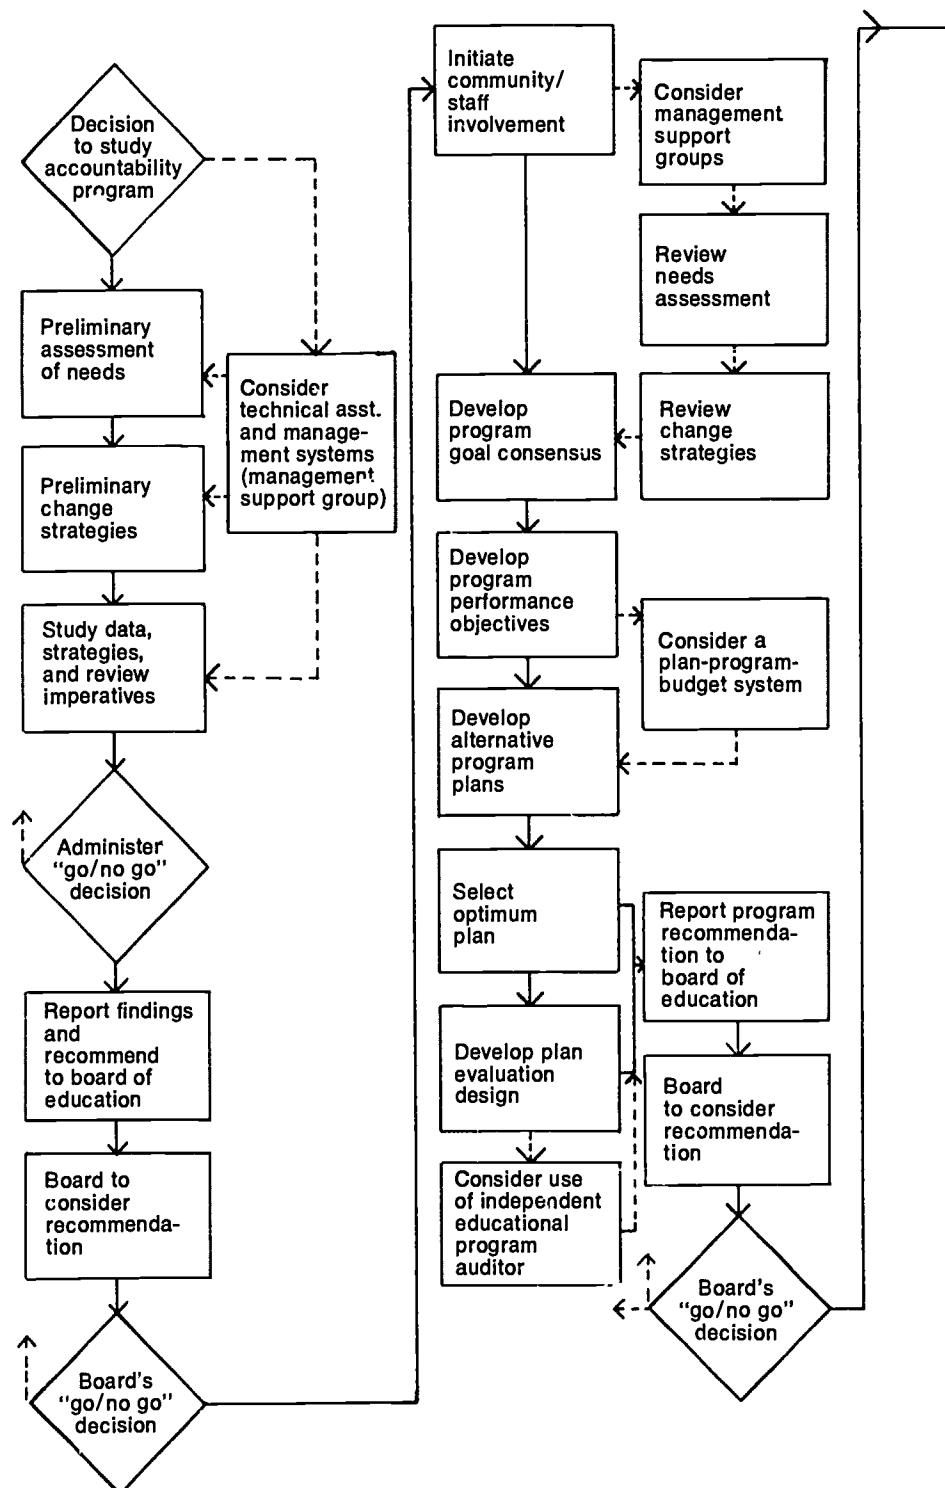 Decision
to study
accountability
program
Preliminary
assessment
of needs
Consider
technical asst.
and manage-
ment systems
(management
support group)
Preliminary
change
strategies
Study data,
strategies,
and review
imperatives
Administer
“go/no go”
decision
Report findings
and
recommend
to board of
education
Board to
consider
recommenda-
tion
Board's
“go/no go”
decision
Initiate
community/
staff
involvement
Consider
management
support
groups
Review
needs
assessment
Review
change
strategies
Develop
program
goal consensus
Develop
program
performance
objectives
Consider a
plan-program-
budget system
Develop
alternative
program
plans
Select
optimum
plan
Develop plan
evaluation
design
Consider use
of independent
educational
program
auditor
Report program
recommenda-
tion to
board of
education
Board
to consider
recommenda-
tion
Board's
“go/no go”
decision